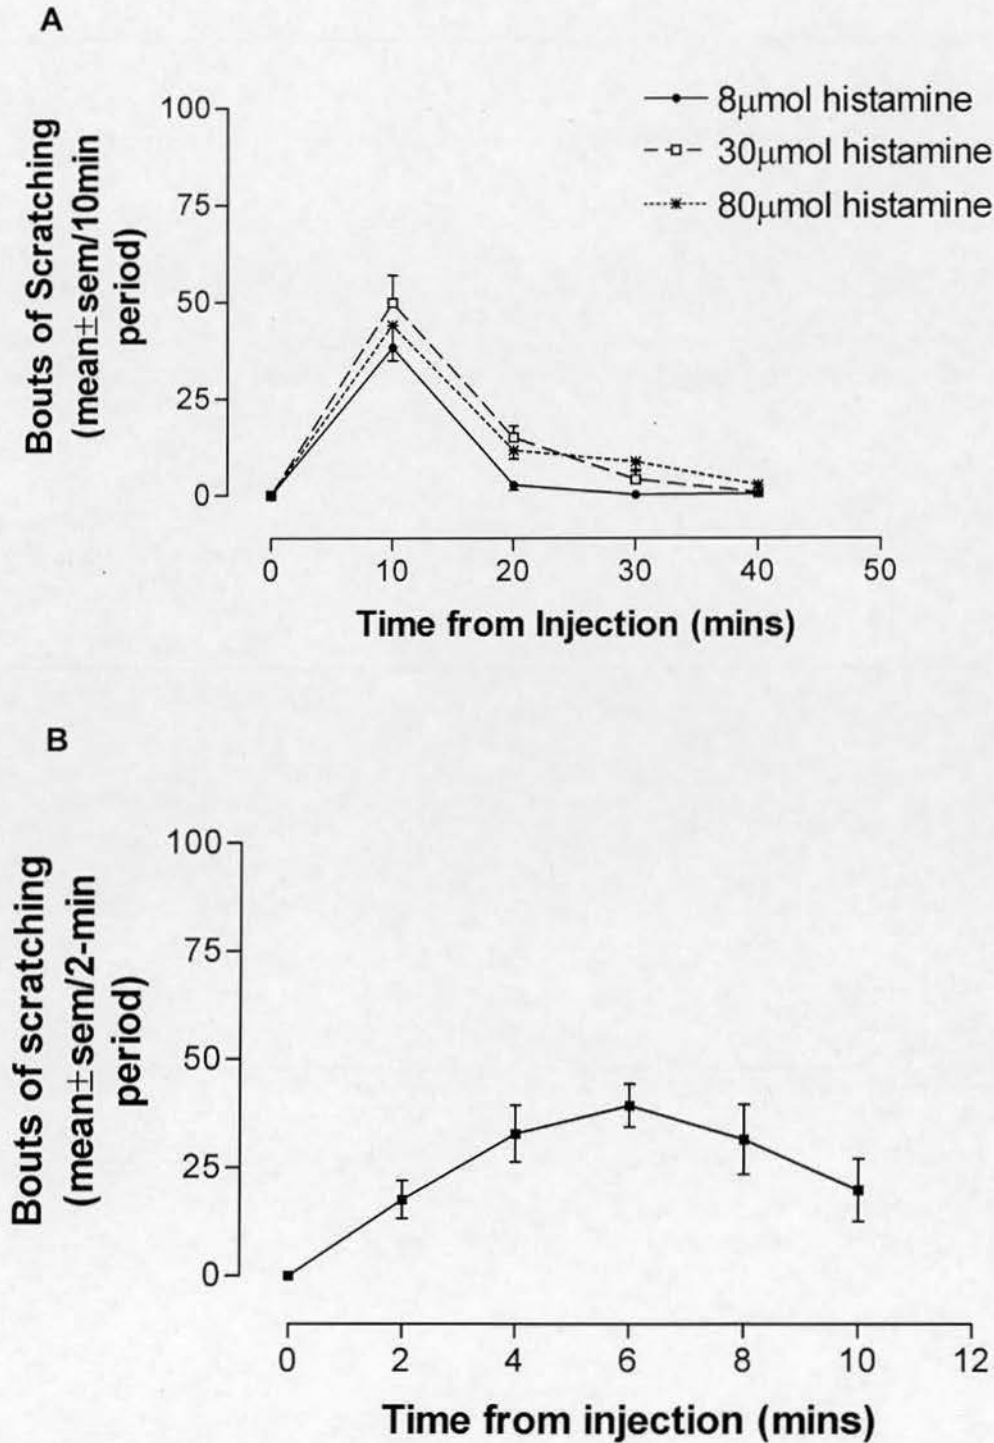 A
100
75
50
25
0
Bouts of Scratching
(mean±sem/10min
period)
8μmol histamine
30μmol histamine
80μmol histamine
0 10 20 30 40 50
Time from Injection (mins)
B
100
75
50
25
0
Bouts of scratching
(mean±sem/2-min
period)
0 2 4 6 8 10 12
Time from injection (mins)